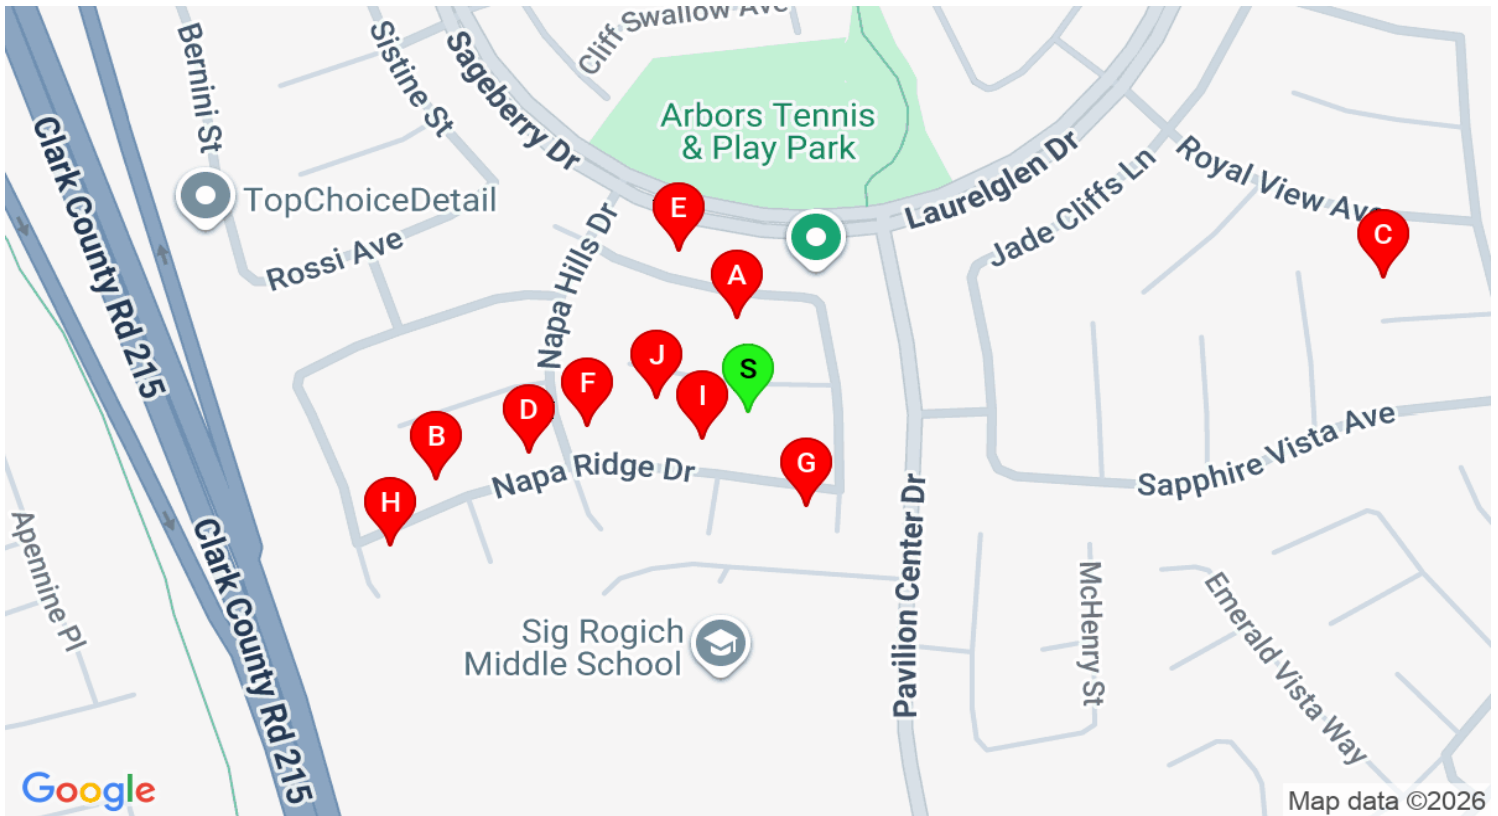 Cliff Swallow Ave
Bernini St
Sistine St
Sageberry Dr
Arbors Tennis
& Play Park
Clark County Rd 215
TopChoiceDetail
Laurelglen Dr
Jade Cliffs Ln
Royal View Ave
E
C
Rossi Ave
Napa Hills Dr
A
J
S
F
I
D
B
G
H
Napa Ridge Dr
Sapphire Vista Ave
Apennine Pl
Clark County Rd 215
Pavilion Center Dr
McHenry St
Emerald Vista Way
Sig Rogich
Middle School
Google
Map data ©2026